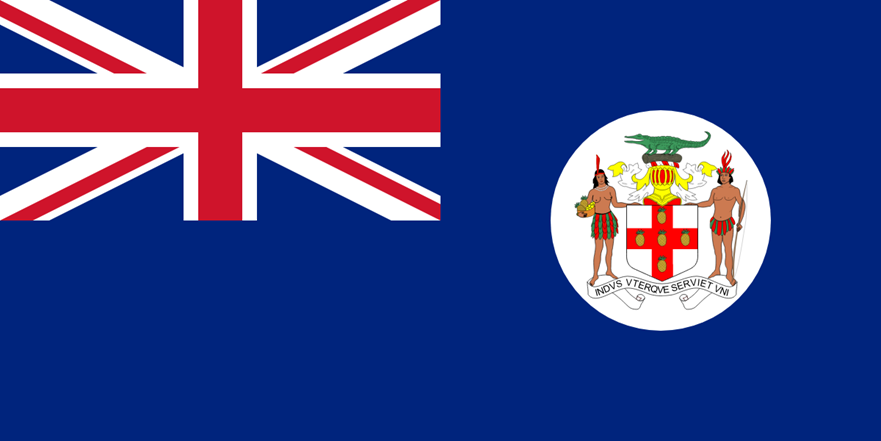 INDVS VTERQVE SERVIET VNI